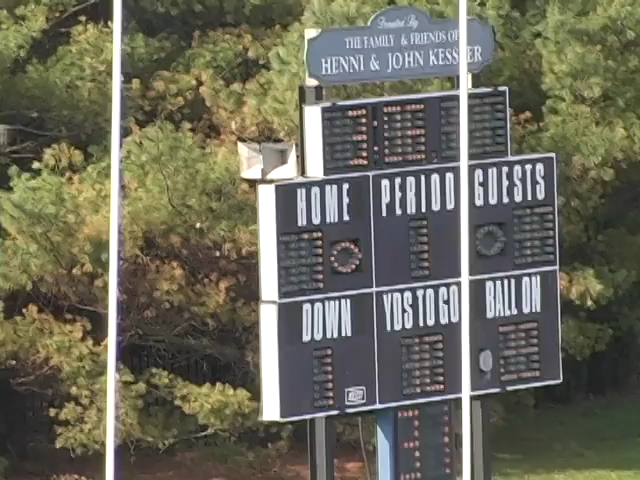 Donated By
THE FAMILY & FRIENDS OF
HENNI & JOHN KESSLER
HOME PERIOD GUESTS
DOWN YDS TO GO BALL ON